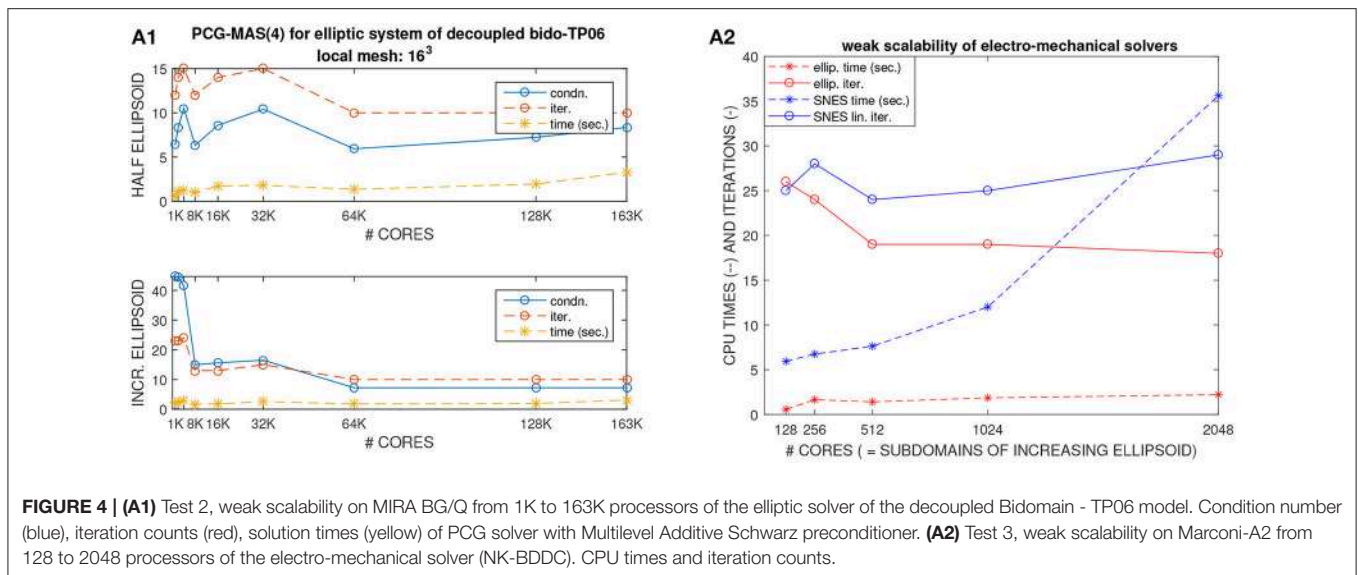 A1
PCG-MAS(4) for elliptic system of decoupled bido-TP06
local mesh: 16³
HALF ELLIPSOID
15
10
5
0
condn.
iter.
time (sec.)
1K 8K 16K 32K 64K 128K 163K
# CORES
INCR. ELLIPSOID
40
30
20
10
0
condn.
iter.
time (sec.)
1K 8K 16K 32K 64K 128K 163K
# CORES
A2
weak scalability of electro-mechanical solvers
CPU TIMES (--) AND ITERATIONS (-)
40
35
30
25
20
15
10
5
0
ellip. time (sec.)
ellip. iter.
SNES time (sec.)
SNES lin. iter.
128 256 512 1024 2048
# CORES ( = SUBDOMAINS OF INCREASING ELLIPSOID)
FIGURE 4 | (A1) Test 2, weak scalability on MIRA BG/Q from 1K to 163K processors of the elliptic solver of the decoupled Bidomain - TP06 model. Condition number
(blue), iteration counts (red), solution times (yellow) of PCG solver with Multilevel Additive Schwarz preconditioner. (A2) Test 3, weak scalability on Marconi-A2 from
128 to 2048 processors of the electro-mechanical solver (NK-BDDC). CPU times and iteration counts.